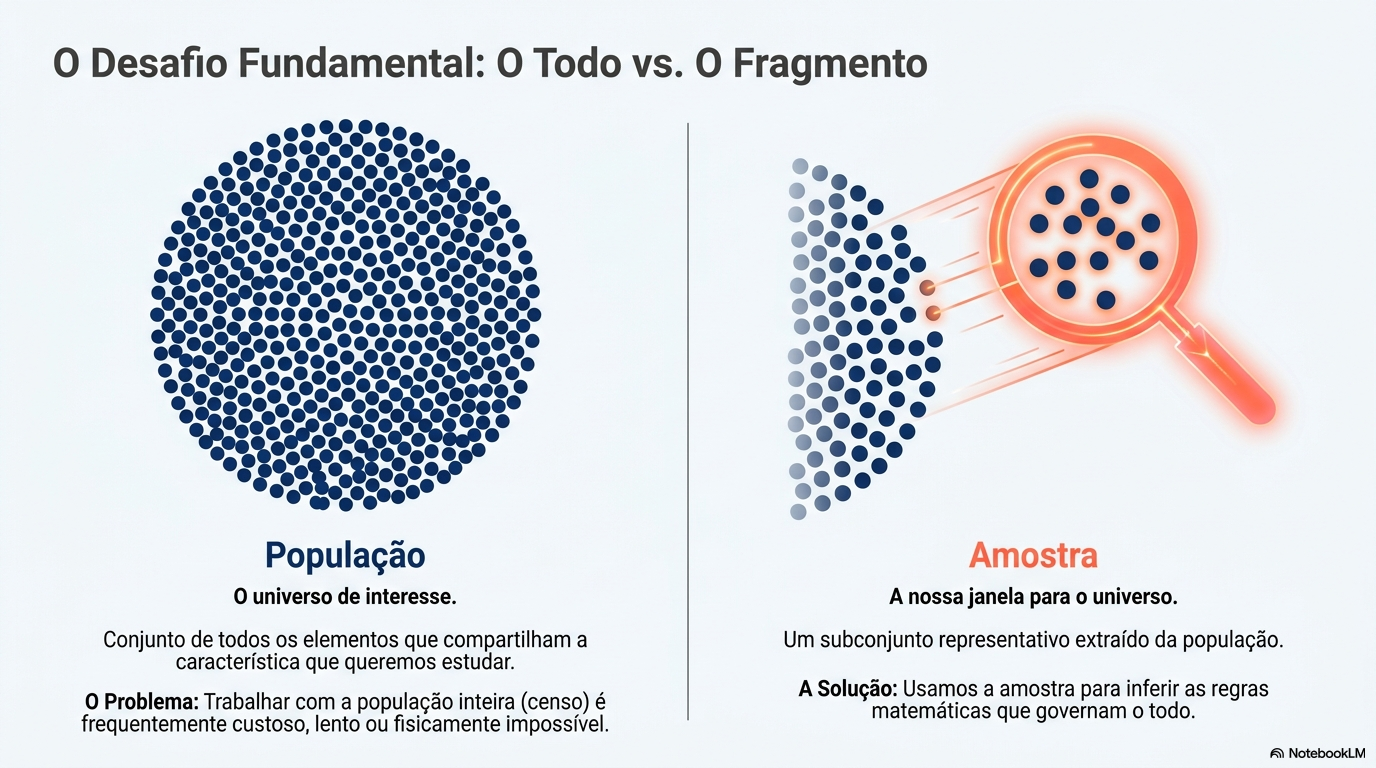 O Desafio Fundamental: O Todo vs. O Fragmento
População
O universo de interesse.
Conjunto de todos os elementos que compartilham a
característica que queremos estudar.
O Problema: Trabalhar com a população inteira (censo) é
frequentemente custoso, lento ou fisicamente impossível.
Amostra
A nossa janela para o universo.
Um subconjunto representativo extraído da população.
A Solução: Usamos a amostra para inferir as regras
matemáticas que governam o todo.
NotebookLM